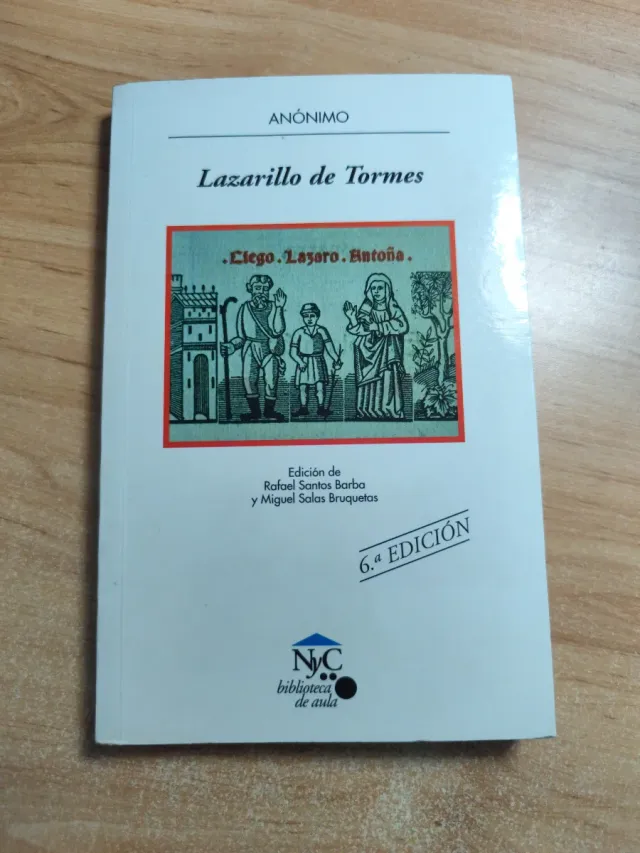 ANÓNIMO
Lazarillo de Tormes
.Ciego.Lazaro.Antoña.
Edición de
Rafael Santos Barba
y Miguel Salas Bruquetas
6.ª EDICIÓN
NyC
biblioteca
de aula